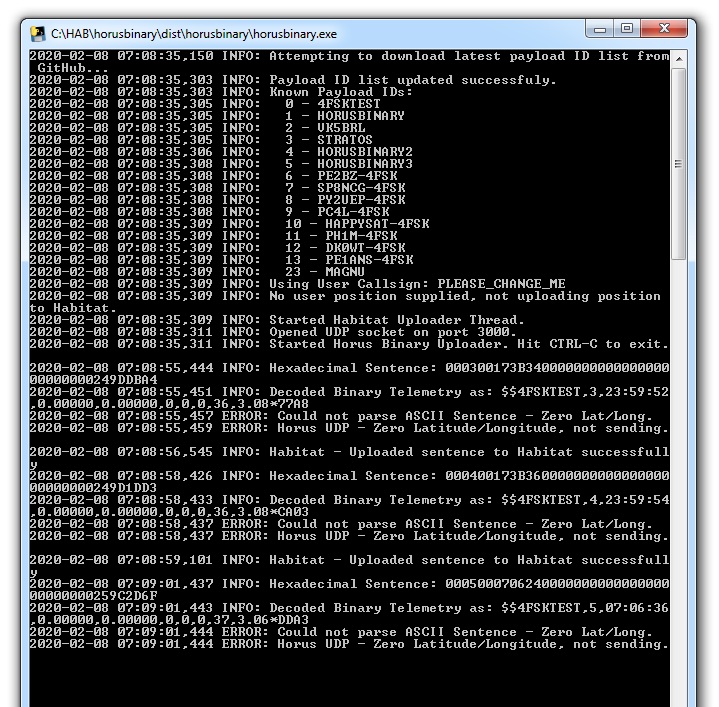 C:\HAB\horusbinary\dist\horusbinary\horusbinary.exe
2020-02-08 07:08:35,150 INFO: Attempting to download latest payload ID list from
GitHub...
2020-02-08 07:08:35,303 INFO: Payload ID list updated successfuly.
2020-02-08 07:08:35,303 INFO: Known Payload IDs:
2020-02-08 07:08:35,305 INFO:   0 - 4FSKTEST
2020-02-08 07:08:35,305 INFO:   1 - HORUSBINARY
2020-02-08 07:08:35,305 INFO:   2 - VK5BRL
2020-02-08 07:08:35,305 INFO:   3 - STRATOS
2020-02-08 07:08:35,306 INFO:   4 - HORUSBINARY2
2020-02-08 07:08:35,308 INFO:   5 - HORUSBINARY3
2020-02-08 07:08:35,308 INFO:   6 - PE2BZ-4FSK
2020-02-08 07:08:35,308 INFO:   7 - SP8NCG-4FSK
2020-02-08 07:08:35,308 INFO:   8 - PY2UEP-4FSK
2020-02-08 07:08:35,309 INFO:   9 - PC4L-4FSK
2020-02-08 07:08:35,309 INFO:   10 - HAPPYSAT-4FSK
2020-02-08 07:08:35,309 INFO:   11 - PH1M-4FSK
2020-02-08 07:08:35,309 INFO:   12 - DK0WT-4FSK
2020-02-08 07:08:35,309 INFO:   13 - PE1ANS-4FSK
2020-02-08 07:08:35,309 INFO:   23 - MAGNU
2020-02-08 07:08:35,309 INFO: Using User Callsign: PLEASE_CHANGE_ME
2020-02-08 07:08:35,309 INFO: No user position supplied, not uploading position
to Habitat.
2020-02-08 07:08:35,309 INFO: Started Habitat Uploader Thread.
2020-02-08 07:08:35,311 INFO: Opened UDP socket on port 3000.
2020-02-08 07:08:35,311 INFO: Started Horus Binary Uploader. Hit CTRL-C to exit.
2020-02-08 07:08:55,444 INFO: Hexadecimal Sentence: 000300173B34000000000000000
00000000249DDBA4
2020-02-08 07:08:55,451 INFO: Decoded Binary Telemetry as: $$4FSKTEST,3,23:59:52
,0.00000,0.00000,0,0,0,36,3.08*77A8
2020-02-08 07:08:55,457 ERROR: Could not parse ASCII Sentence - Zero Lat/Long.
2020-02-08 07:08:55,459 ERROR: Horus UDP - Zero Latitude/Longitude, not sending.
2020-02-08 07:08:56,545 INFO: Habitat - Uploaded sentence to Habitat successfull
y
2020-02-08 07:08:58,426 INFO: Hexadecimal Sentence: 000400173B36000000000000000
00000000249D1DD3
2020-02-08 07:08:58,433 INFO: Decoded Binary Telemetry as: $$4FSKTEST,4,23:59:54
,0.00000,0.00000,0,0,0,36,3.08*CA03
2020-02-08 07:08:58,437 ERROR: Could not parse ASCII Sentence - Zero Lat/Long.
2020-02-08 07:08:58,437 ERROR: Horus UDP - Zero Latitude/Longitude, not sending.
2020-02-08 07:08:59,101 INFO: Habitat - Uploaded sentence to Habitat successfull
y
2020-02-08 07:09:01,437 INFO: Hexadecimal Sentence: 000500070624000000000000000
00000000259C2D6F
2020-02-08 07:09:01,443 INFO: Decoded Binary Telemetry as: $$4FSKTEST,5,07:06:36
,0.00000,0.00000,0,0,0,37,3.06*DDA3
2020-02-08 07:09:01,444 ERROR: Could not parse ASCII Sentence - Zero Lat/Long.
2020-02-08 07:09:01,444 ERROR: Horus UDP - Zero Latitude/Longitude, not sending.